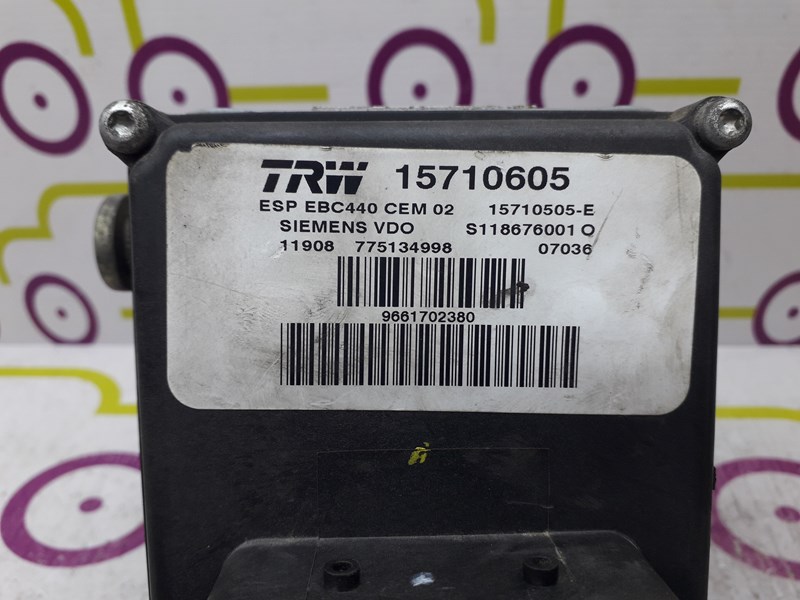 TRW 15710605
ESP EBC440 CEM 02 15710505-E
SIEMENS VDO S118676001 Q
11908 775134998 07036
9661702380